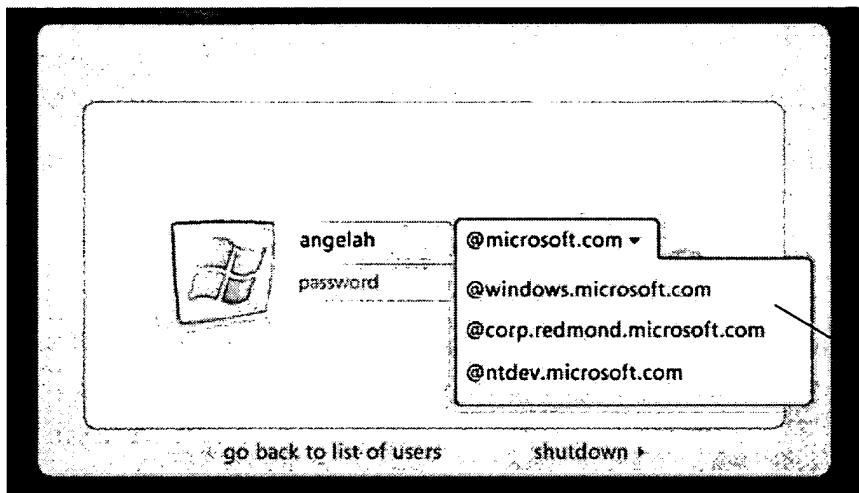 angelah @microsoft.com
password @windows.microsoft.com
@corp.redmond.microsoft.com
@ntdev.microsoft.com
go back to list of users shutdown